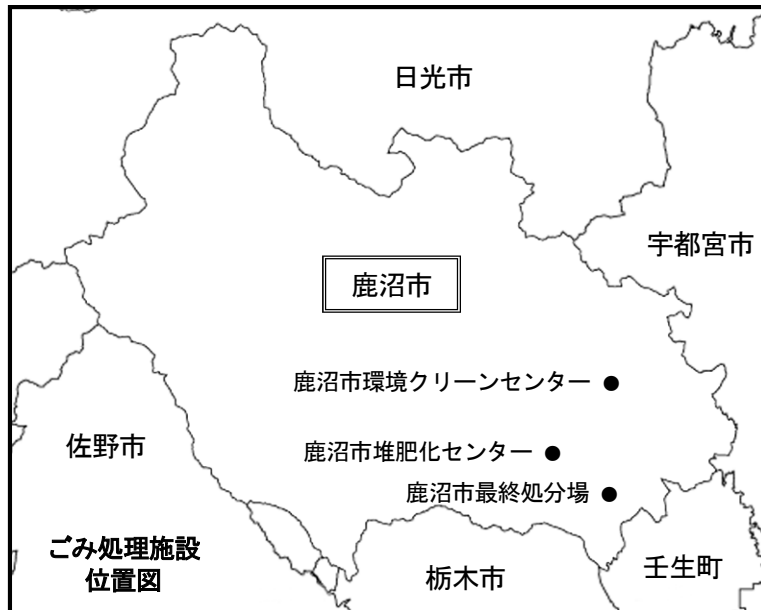 日光市
宇都宮市
鹿沼市
鹿沼市環境クリーンセンター
佐野市
鹿沼市堆肥化センター
鹿沼市最終処分場
ごみ処理施設
位置図
栃木市
壬生町